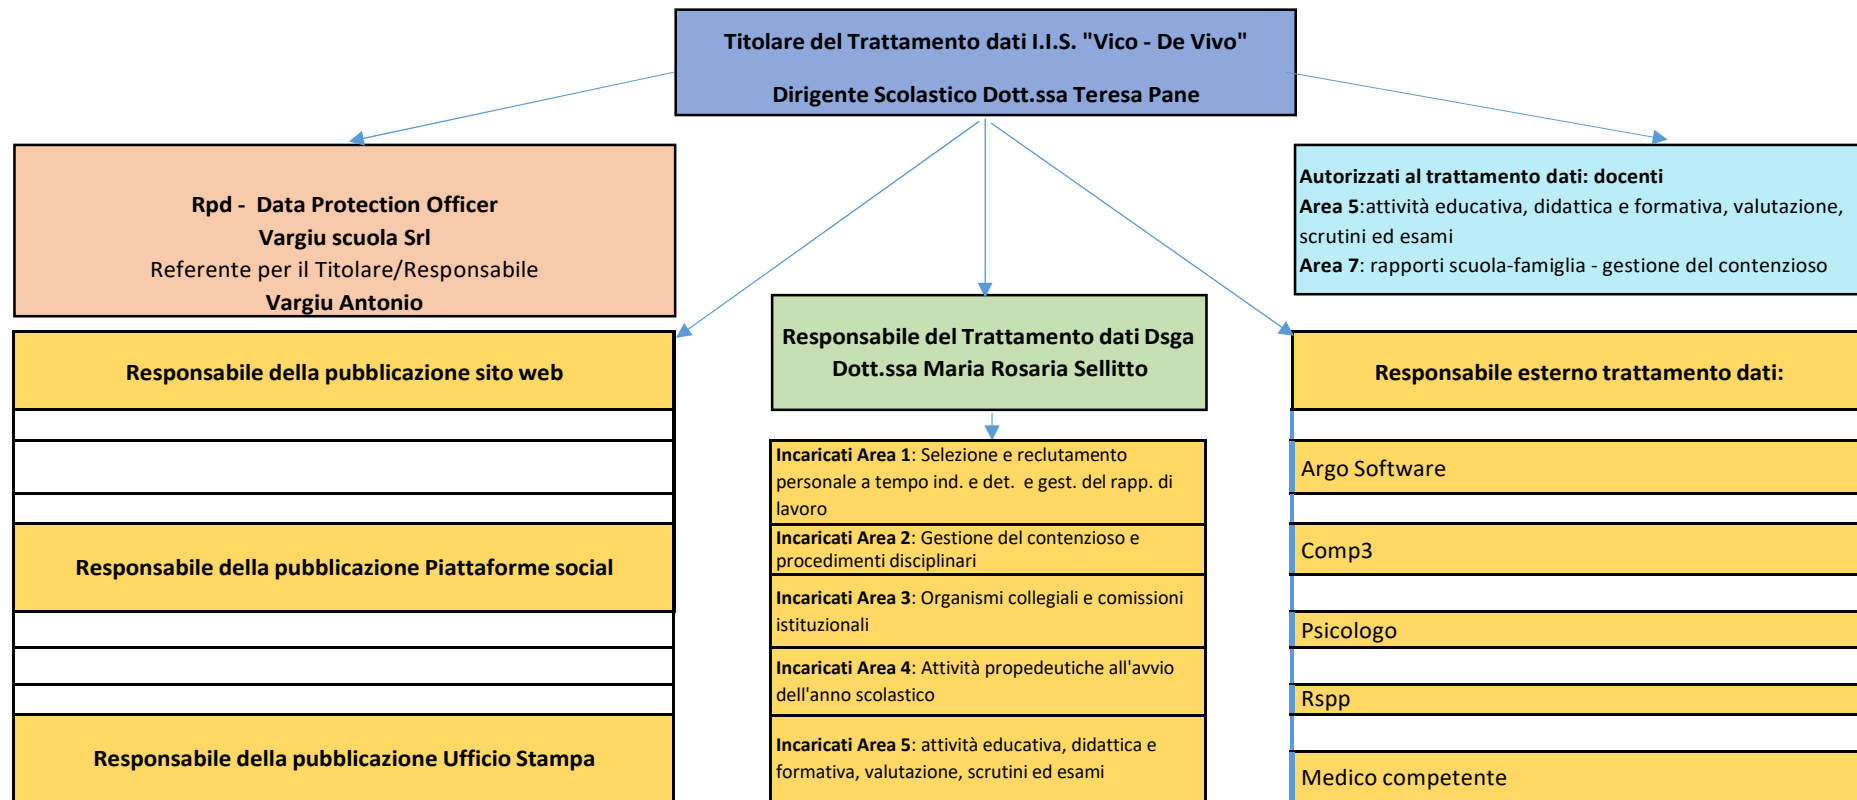 Titolare del Trattamento dati I.I.S. "Vico - De Vivo"
Dirigente Scolastico Dott.ssa Teresa Pane
Rpd - Data Protection Officer
Vargiu scuola Srl
Referente per il Titolare/Responsabile
Vargiu Antonio
Autorizzati al trattamento dati: docenti
Area 5:attività educativa, didattica e formativa, valutazione,
scrutini ed esami
Area 7: rapporti scuola-famiglia - gestione del contenzioso
Responsabile della pubblicazione sito web
Responsabile della pubblicazione Piattaforme social
Responsabile della pubblicazione Ufficio Stampa
Responsabile del Trattamento dati Dsga
Dott.ssa Maria Rosaria Sellitto
Incaricati Area 1: Selezione e reclutamento
personale a tempo ind. e det. e gest. del rapp. di
lavoro
Incaricati Area 2: Gestione del contenzioso e
procedimenti disciplinari
Incaricati Area 3: Organismi collegiali e comissioni
istituzionali
Incaricati Area 4: Attività propedeutiche all'avvio
dell'anno scolastico
Incaricati Area 5: attività educativa, didattica e
formativa, valutazione, scrutini ed esami
Responsabile esterno trattamento dati:
Argo Software
Comp3
Psicologo
Rspp
Medico competente